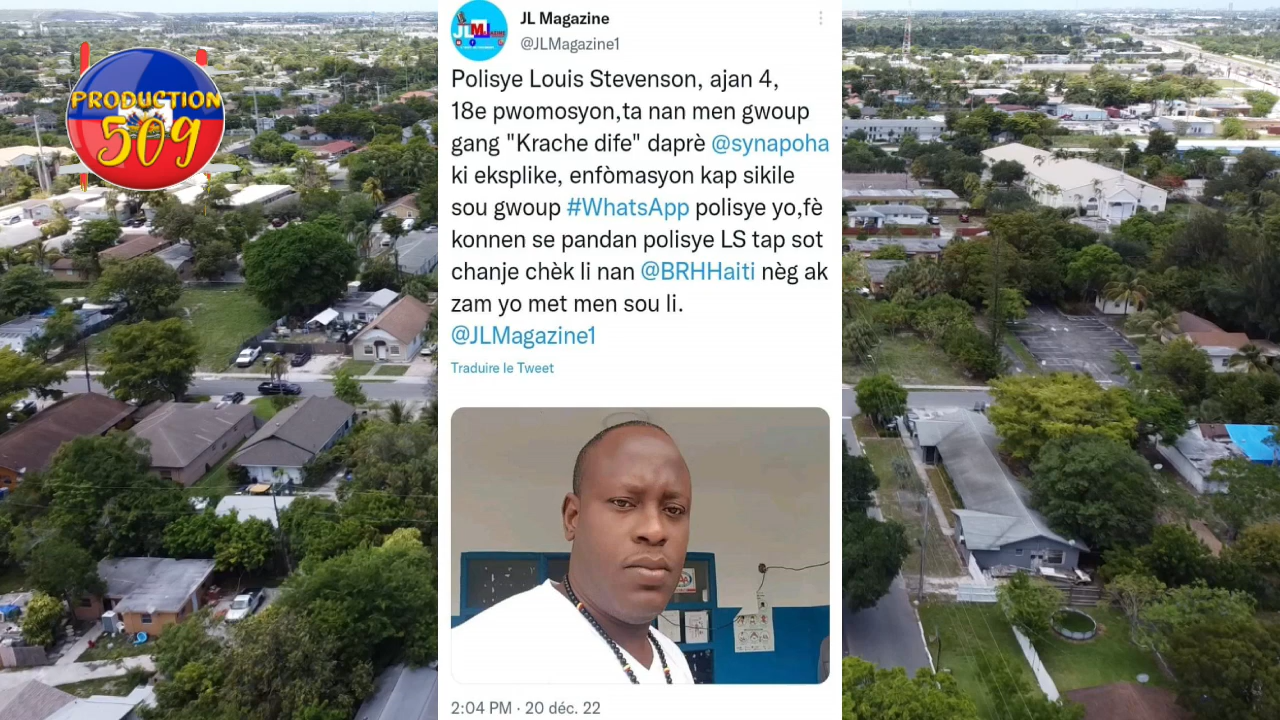 PRODUCTION
509
JL Magazine
@JLMagazine1
Polisye Louis Stevenson, ajan 4,
18e pwomosyon,ta nan men gwoup
gang "Krache dife" daprè @synapoha
ki eksplike, enfòmasyon kap sikile
sou gwoup #WhatsApp polisye yo,fè
konnen se pandan polisye LS tap sot
chanje chèk li nan @BRHHaiti nèg ak
zam yo met men sou li.
@JLMagazine1
Traduire le Tweet
2:04 PM · 20 déc. 22